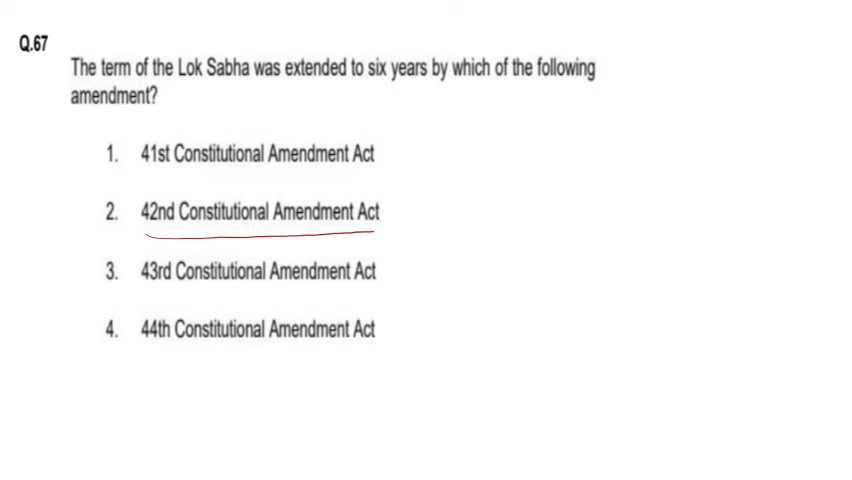 Q.67
The term of the Lok Sabha was extended to six years by which of the following
amendment?
1. 41st Constitutional Amendment Act
2. 42nd Constitutional Amendment Act
3. 43rd Constitutional Amendment Act
4. 44th Constitutional Amendment Act